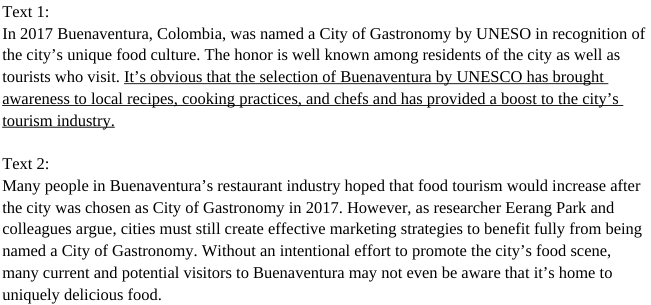 Text 1:
In 2017 Buenaventura, Colombia, was named a City of Gastronomy by UNESO in recognition of
the city’s unique food culture. The honor is well known among residents of the city as well as
tourists who visit. It’s obvious that the selection of Buenaventura by UNESCO has brought
awareness to local recipes, cooking practices, and chefs and has provided a boost to the city’s
tourism industry.
Text 2:
Many people in Buenaventura’s restaurant industry hoped that food tourism would increase after
the city was chosen as City of Gastronomy in 2017. However, as researcher Eerang Park and
colleagues argue, cities must still create effective marketing strategies to benefit fully from being
named a City of Gastronomy. Without an intentional effort to promote the city’s food scene,
many current and potential visitors to Buenaventura may not even be aware that it’s home to
uniquely delicious food.